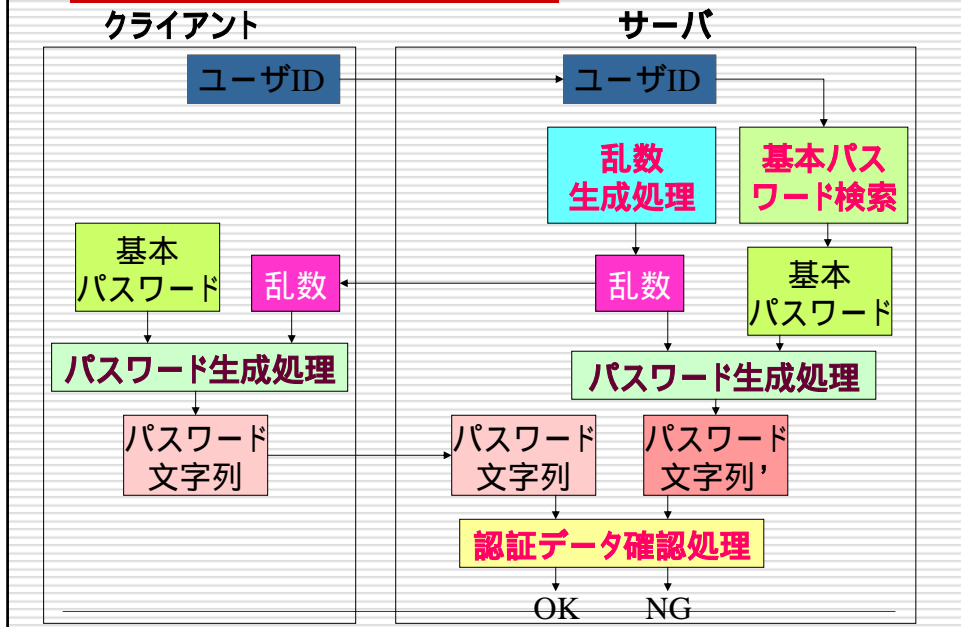 クライアント
サーバ
ユーザID
ユーザID
乱数
生成処理
基本パス
ワード検索
基本
パスワード
乱数
乱数
基本
パスワード
パスワード生成処理
パスワード生成処理
パスワード
文字列
パスワード
文字列
パスワード
文字列’
認証データ確認処理
OK
NG